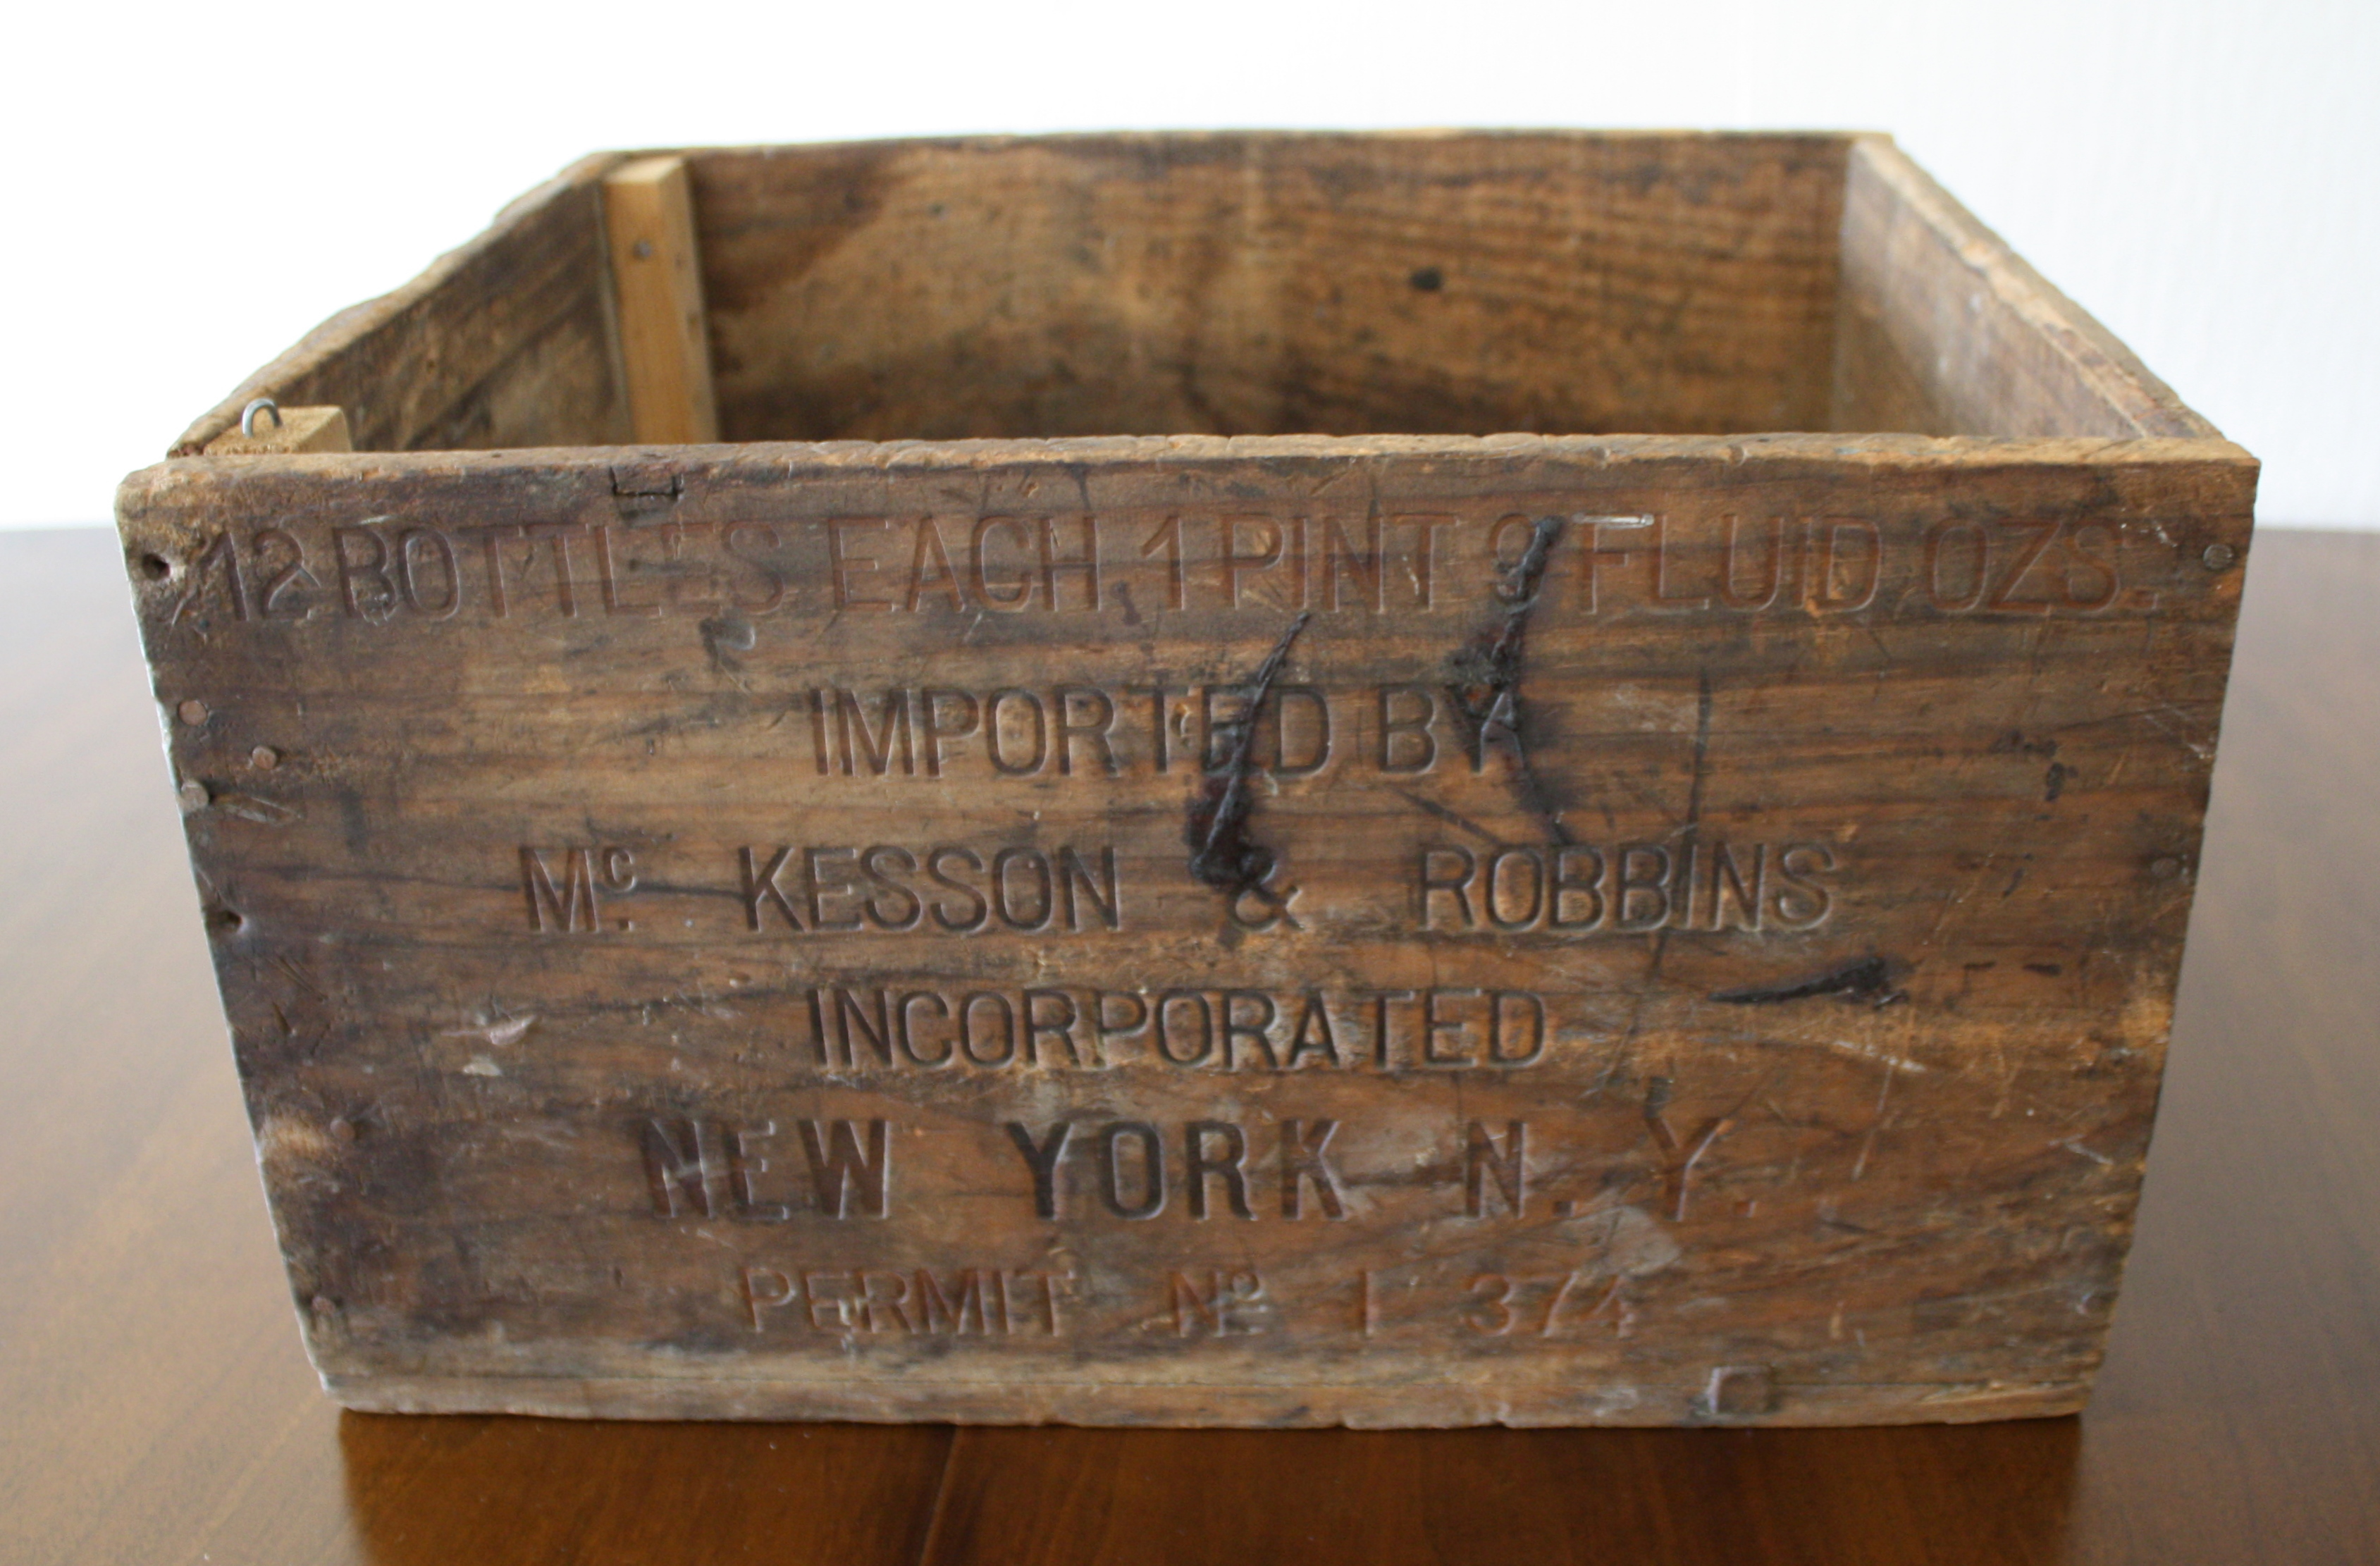 12 BOTTLES EACH 1 PINT 9 FLUID OZS.
IMPORTED BY
Mc. KESSON & ROBBINS
INCORPORATED
NEW YORK N. Y.
PERMIT No I 374